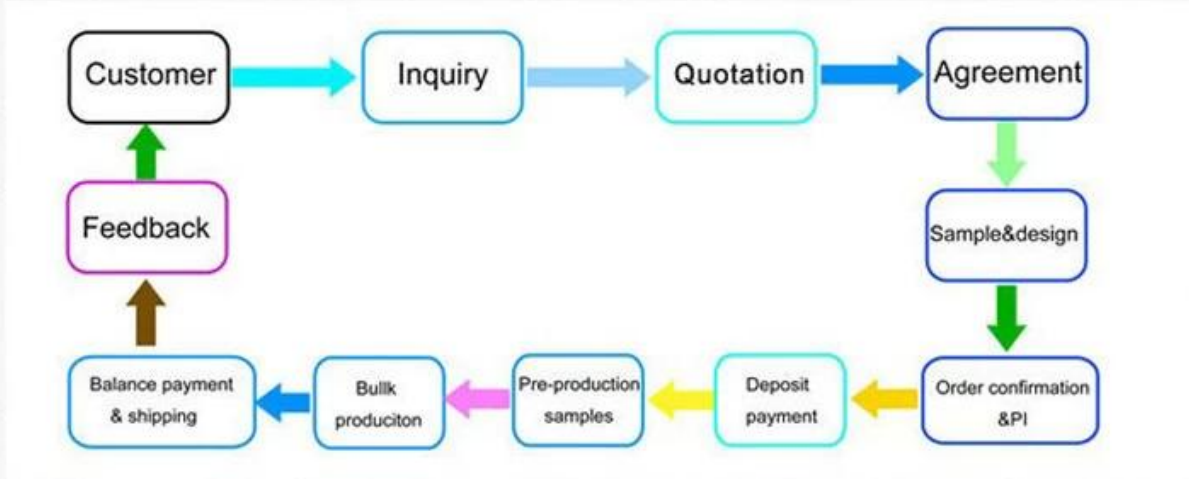 Customer
Inquiry
Quotation
Agreement
Sample&design
Order confirmation
&PI
Deposit
payment
Pre-production
samples
Bullk
produciton
Balance payment
& shipping
Feedback